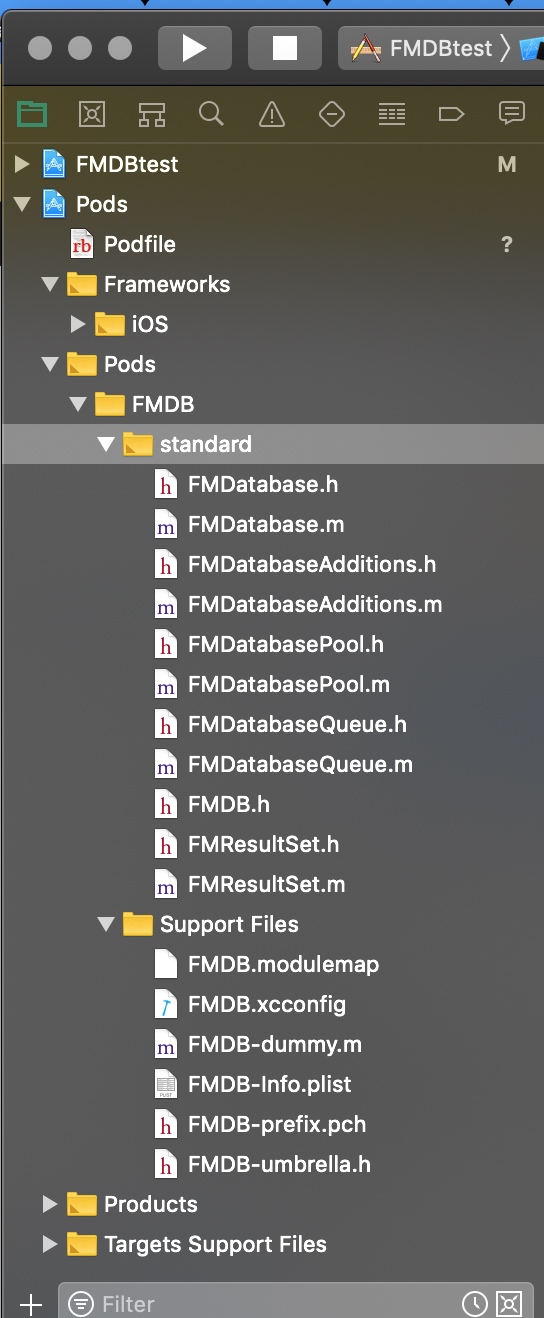 FMDBtest
FMDBtest M
Pods
rb Podfile ?
Frameworks
iOS
Pods
FMDB
standard
h FMDatabase.h
m FMDatabase.m
h FMDatabaseAdditions.h
m FMDatabaseAdditions.m
h FMDatabasePool.h
m FMDatabasePool.m
h FMDatabaseQueue.h
m FMDatabaseQueue.m
h FMDB.h
h FMResultSet.h
m FMResultSet.m
Support Files
FMDB.modulemap
FMDB.xcconfig
m FMDB-dummy.m
PLIST FMDB-Info.plist
h FMDB-prefix.pch
h FMDB-umbrella.h
Products
Targets Support Files
Filter